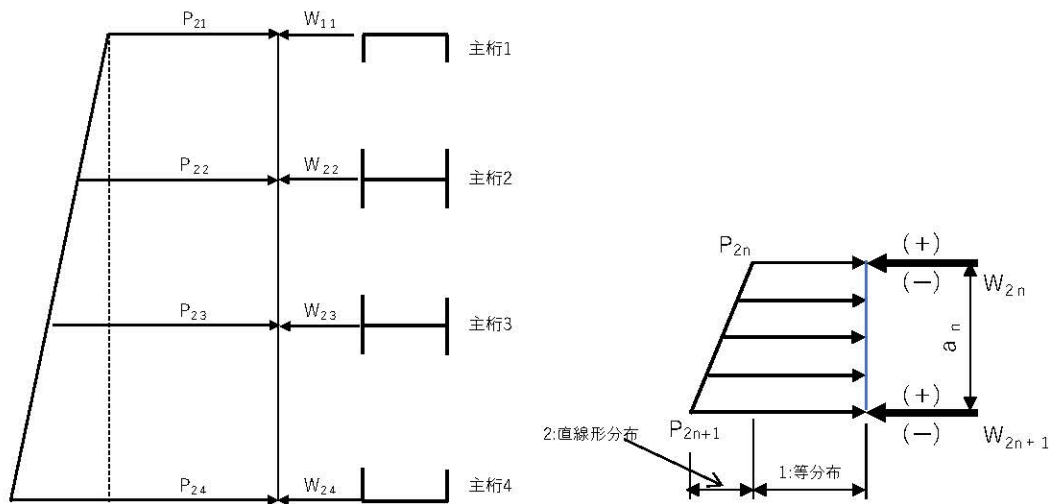 P₂₁ W₁₁ 主桁1
P₂₂ W₂₂ 主桁2
P₂₃ W₂₃ 主桁3
P₂₄ W₂₄ 主桁4
P₂ₙ (+)
(−) W₂ₙ
aₙ
(+)
P₂ₙ₊₁ (−) W₂ₙ₊₁
2:直線形分布
1:等分布